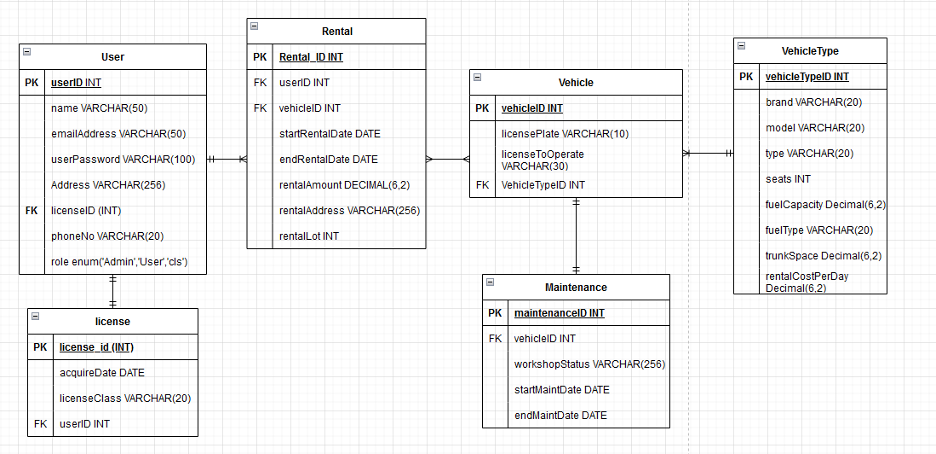 User
PK userID INT
name VARCHAR(50)
emailAddress VARCHAR(50)
userPassword VARCHAR(100)
Address VARCHAR(256)
FK licenseID (INT)
phoneNo VARCHAR(20)
role enum('Admin','User','cls')
license
PK license_id (INT)
acquireDate DATE
licenseClass VARCHAR(20)
FK userID INT
Rental
PK Rental_ID INT
FK userID INT
FK vehicleID INT
startRentalDate DATE
endRentalDate DATE
rentalAmount DECIMAL(6,2)
rentalAddress VARCHAR(256)
rentalLot INT
Vehicle
PK vehicleID INT
licensePlate VARCHAR(10)
licenseToOperate
VARCHAR(30)
FK VehicleTypeID INT
Maintenance
PK maintenanceID INT
FK vehicleID INT
workshopStatus VARCHAR(256)
startMaintDate DATE
endMaintDate DATE
VehicleType
PK vehicleTypeID INT
brand VARCHAR(20)
model VARCHAR(20)
type VARCHAR(20)
seats INT
fuelCapacity Decimal(6,2)
fuelType VARCHAR(20)
trunkSpace Decimal(6,2)
rentalCostPerDay
Decimal(6,2)